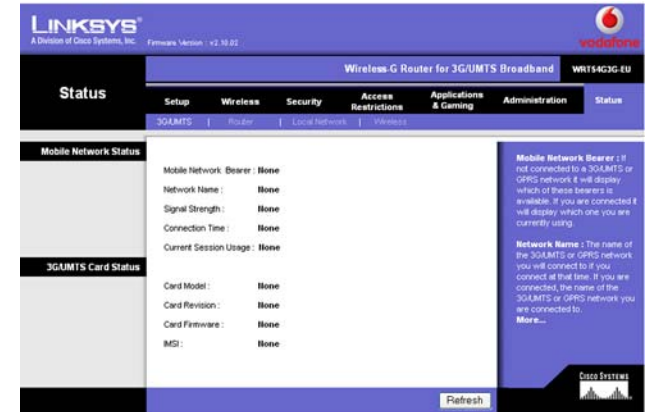 LINKSYS®
A Division of Cisco Systems, Inc.
Firmware Version : v2.10.02
vodafone
Wireless-G Router for 3G/UMTS Broadband
WRT54G3G-EU
Status
Setup
Wireless
Security
Access Restrictions
Applications & Gaming
Administration
Status
3G/UMTS | Router | Local Network | Wireless
Mobile Network Status
Mobile Network Bearer : None
Network Name : None
Signal Strength : None
Connection Time : None
Current Session Usage : None
3G/UMTS Card Status
Card Model : None
Card Revision : None
Card Firmware : None
IMSI : None
Mobile Network Bearer : If
not connected to a 3G/UMTS or
GPRS network it will display
which of these bearers is
available. If you are connected it
will display which one you are
currently using.
Network Name : The name of
the 3G/UMTS or GPRS network
you will connect to if you
connect at that time. If you are
connected, the name of the
3G/UMTS or GPRS network you
are connected to.
More...
Refresh
CISCO SYSTEMS